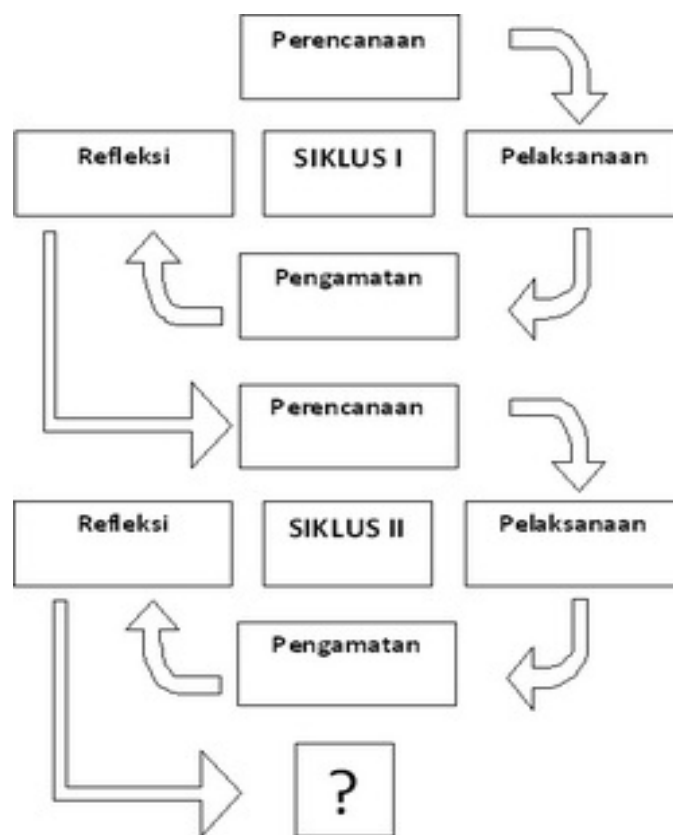 Perencanaan
Refleksi
SIKLUS I
Pelaksanaan
Pengamatan
Perencanaan
Refleksi
SIKLUS II
Pelaksanaan
Pengamatan
?